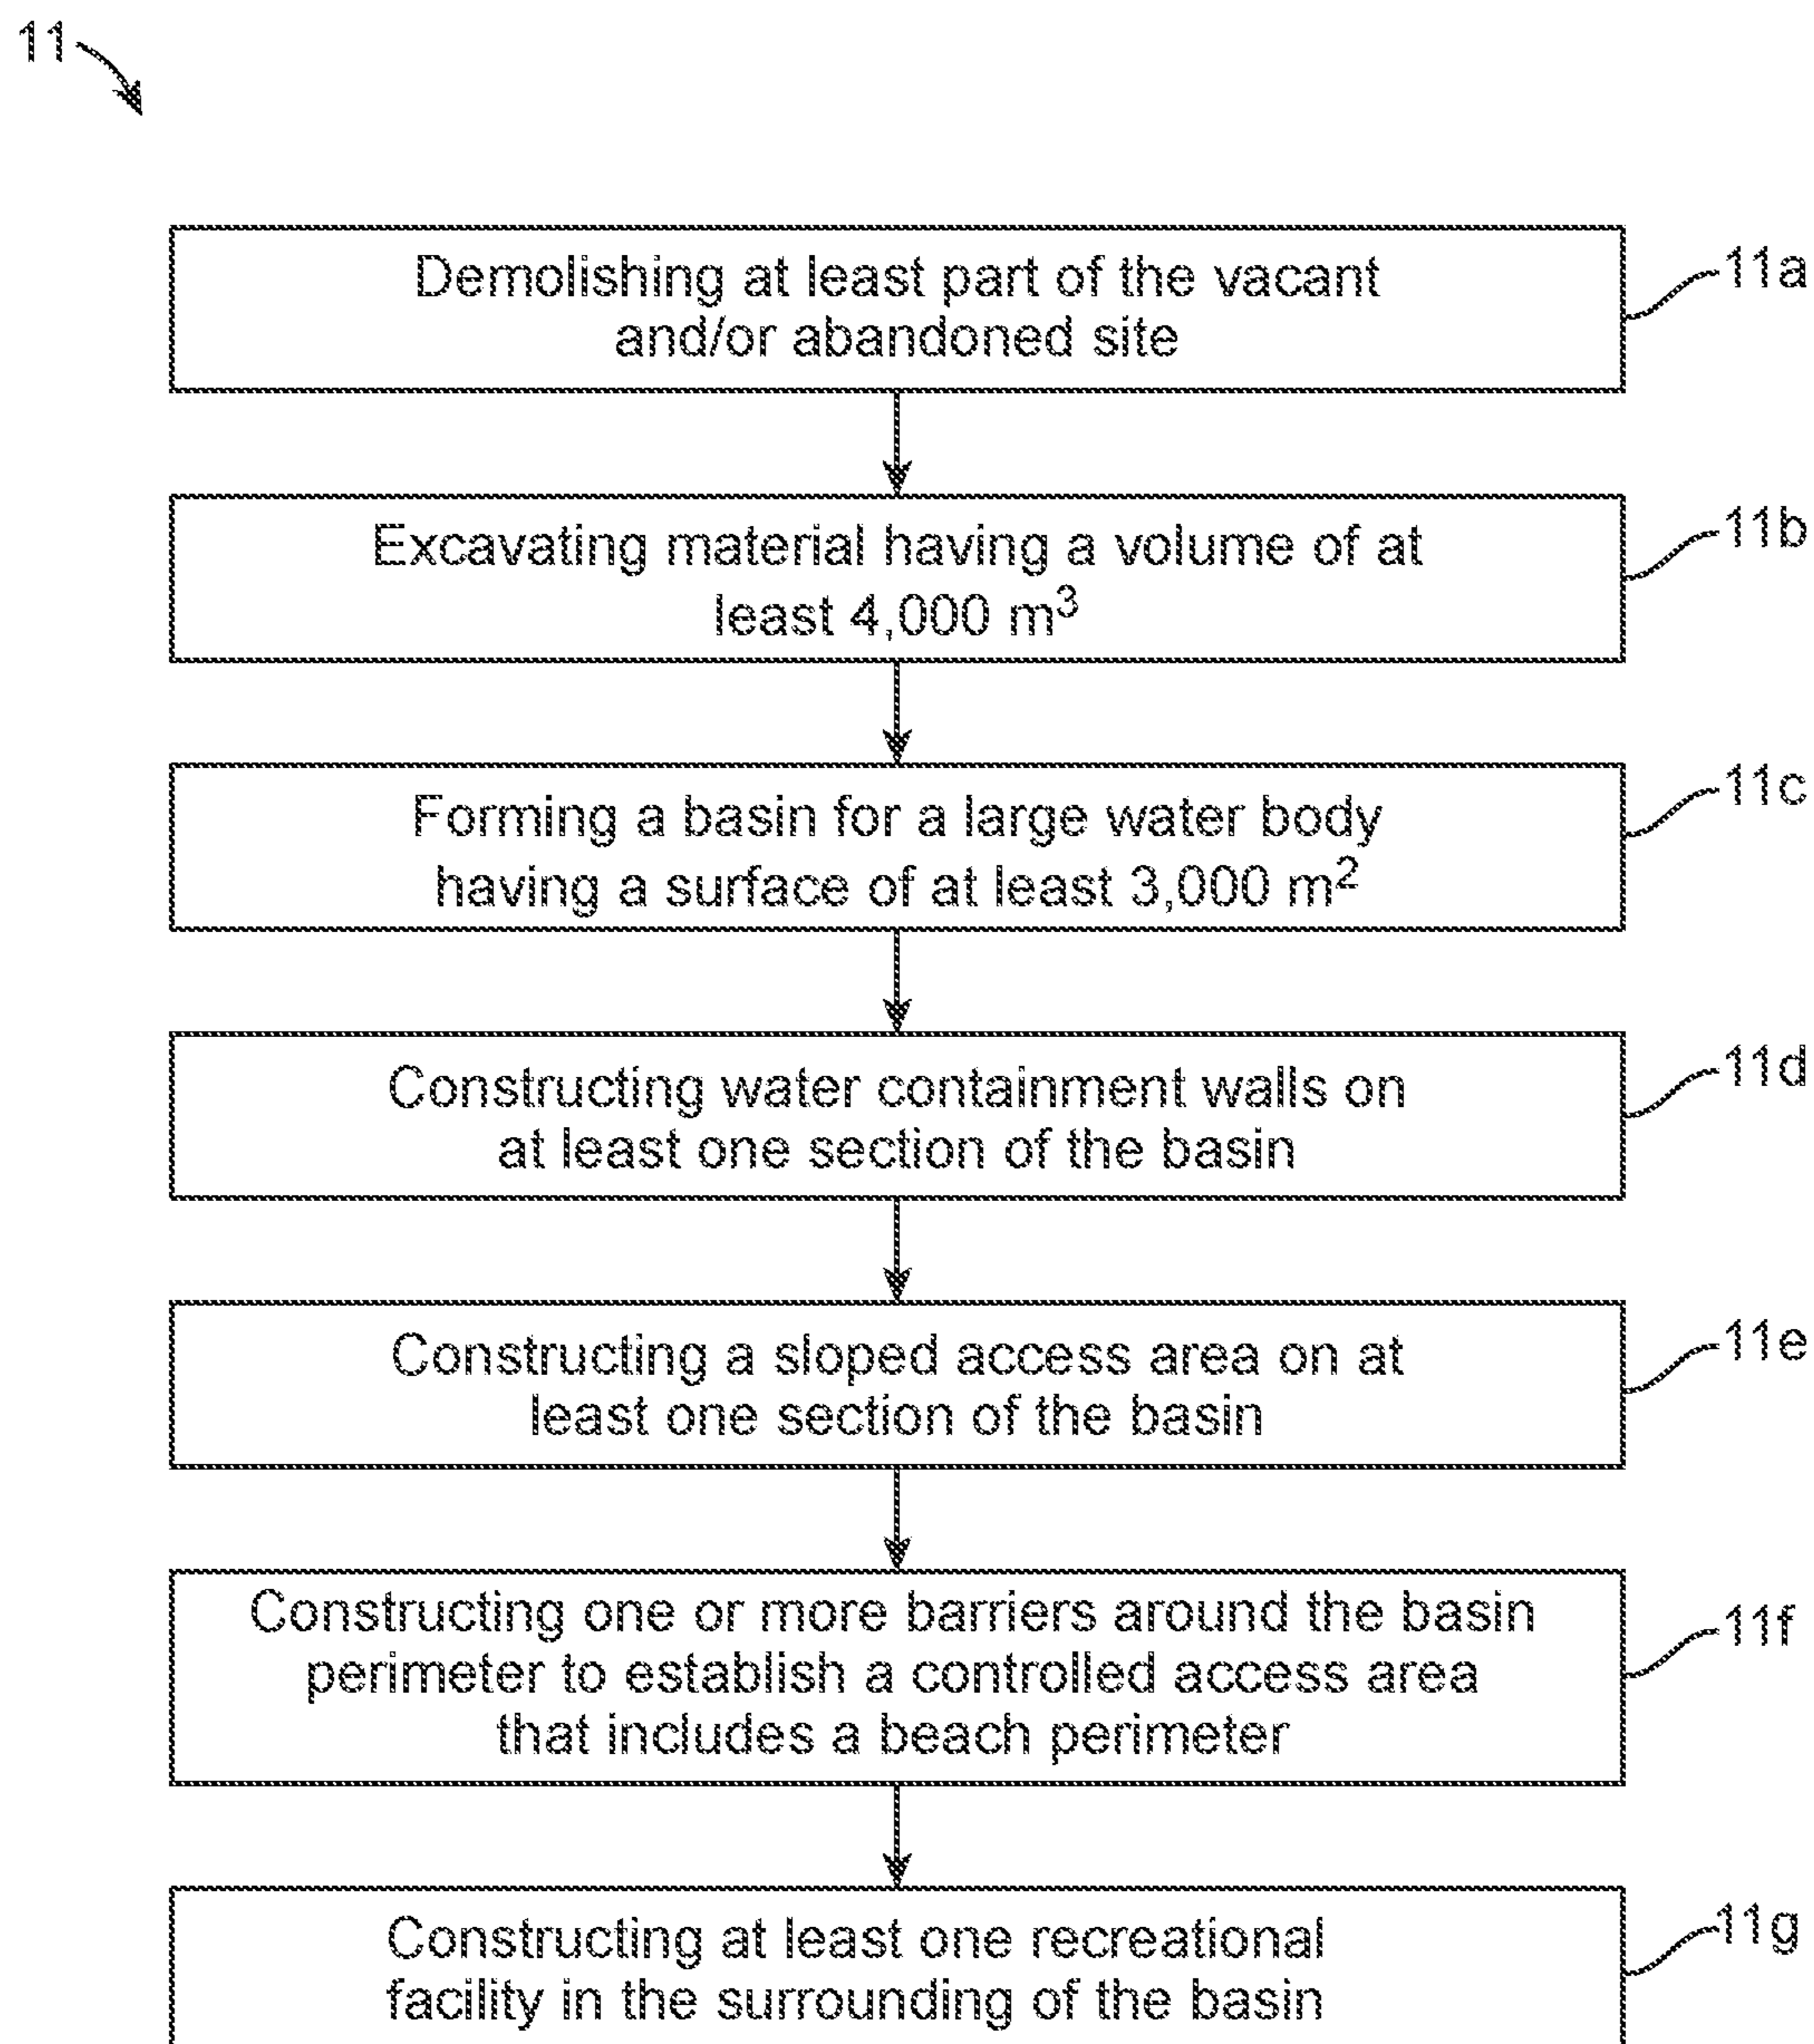 11
Demolishing at least part of the vacant
and/or abandoned site
11a
Excavating material having a volume of at
least 4,000 m³
11b
Forming a basin for a large water body
having a surface of at least 3,000 m²
11c
Constructing water containment walls on
at least one section of the basin
11d
Constructing a sloped access area on at
least one section of the basin
11e
Constructing one or more barriers around the basin
perimeter to establish a controlled access area
that includes a beach perimeter
11f
Constructing at least one recreational
facility in the surrounding of the basin
11g